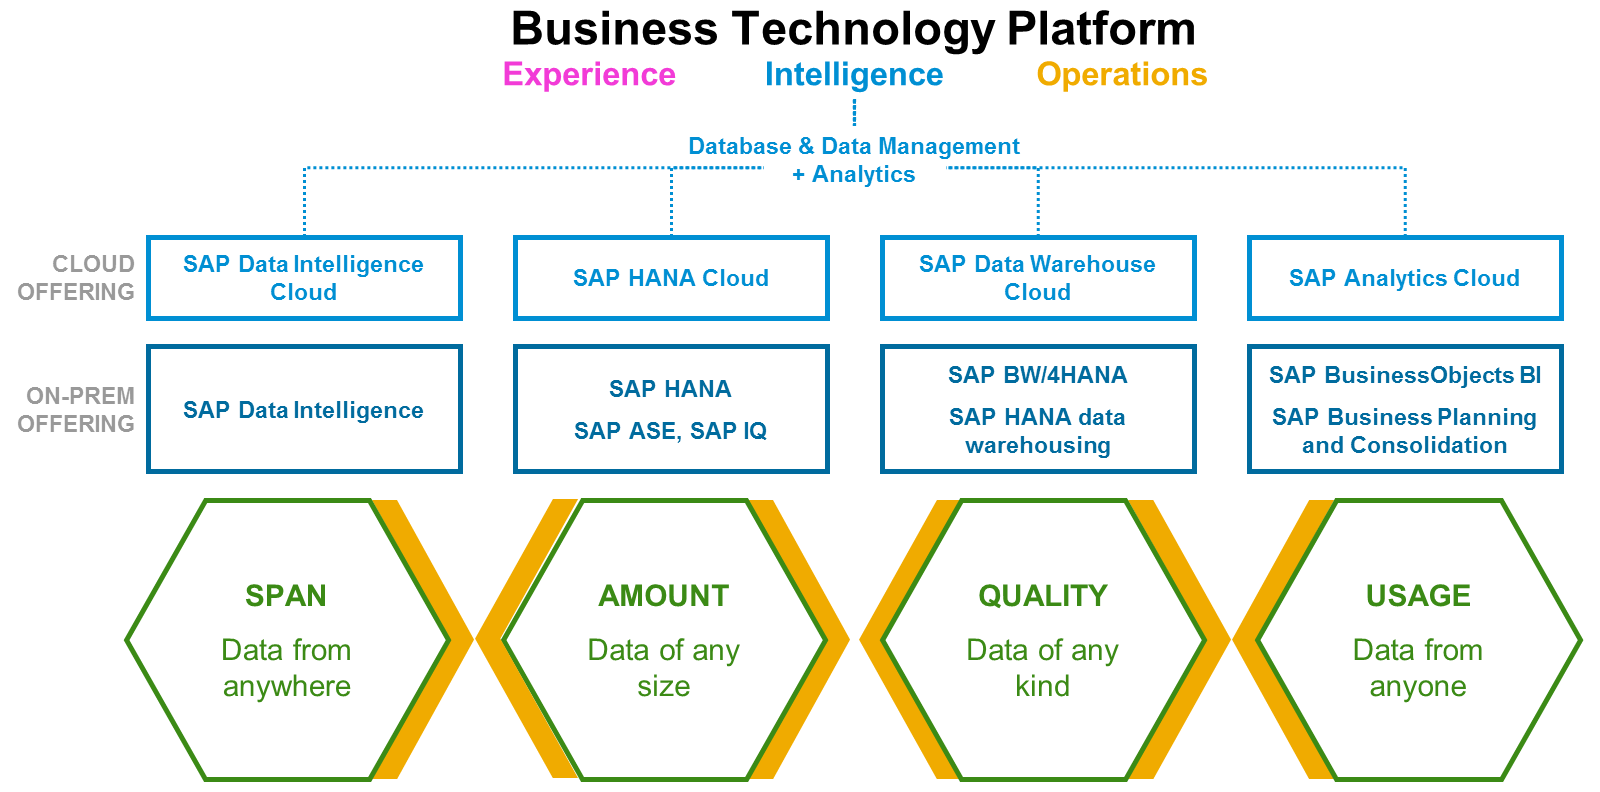 Business Technology Platform
Experience Intelligence Operations
Database & Data Management
+ Analytics
CLOUD
OFFERING
SAP Data Intelligence
Cloud
SAP HANA Cloud
SAP Data Warehouse
Cloud
SAP Analytics Cloud
ON-PREM
OFFERING
SAP Data Intelligence
SAP HANA
SAP ASE, SAP IQ
SAP BW/4HANA
SAP HANA data
warehousing
SAP BusinessObjects BI
SAP Business Planning
and Consolidation
SPAN
Data from
anywhere
AMOUNT
Data of any
size
QUALITY
Data of any
kind
USAGE
Data from
anyone